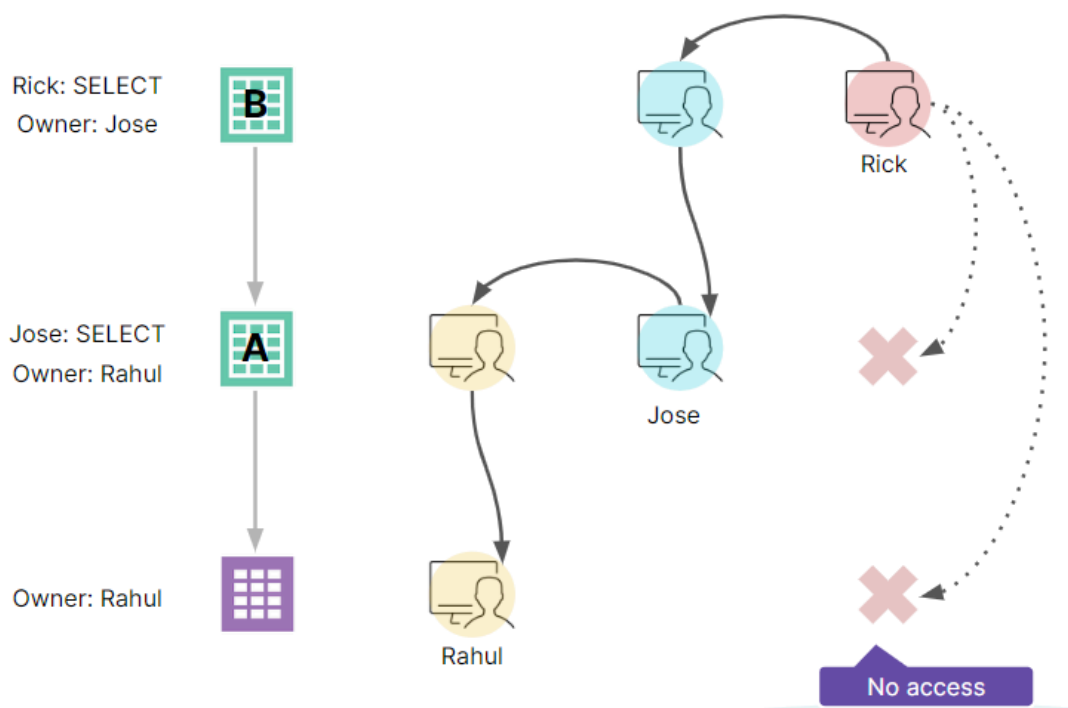 Rick: SELECT
Owner: Jose
B
Rick
Jose: SELECT
Owner: Rahul
A
Jose
Owner: Rahul
Rahul
No access